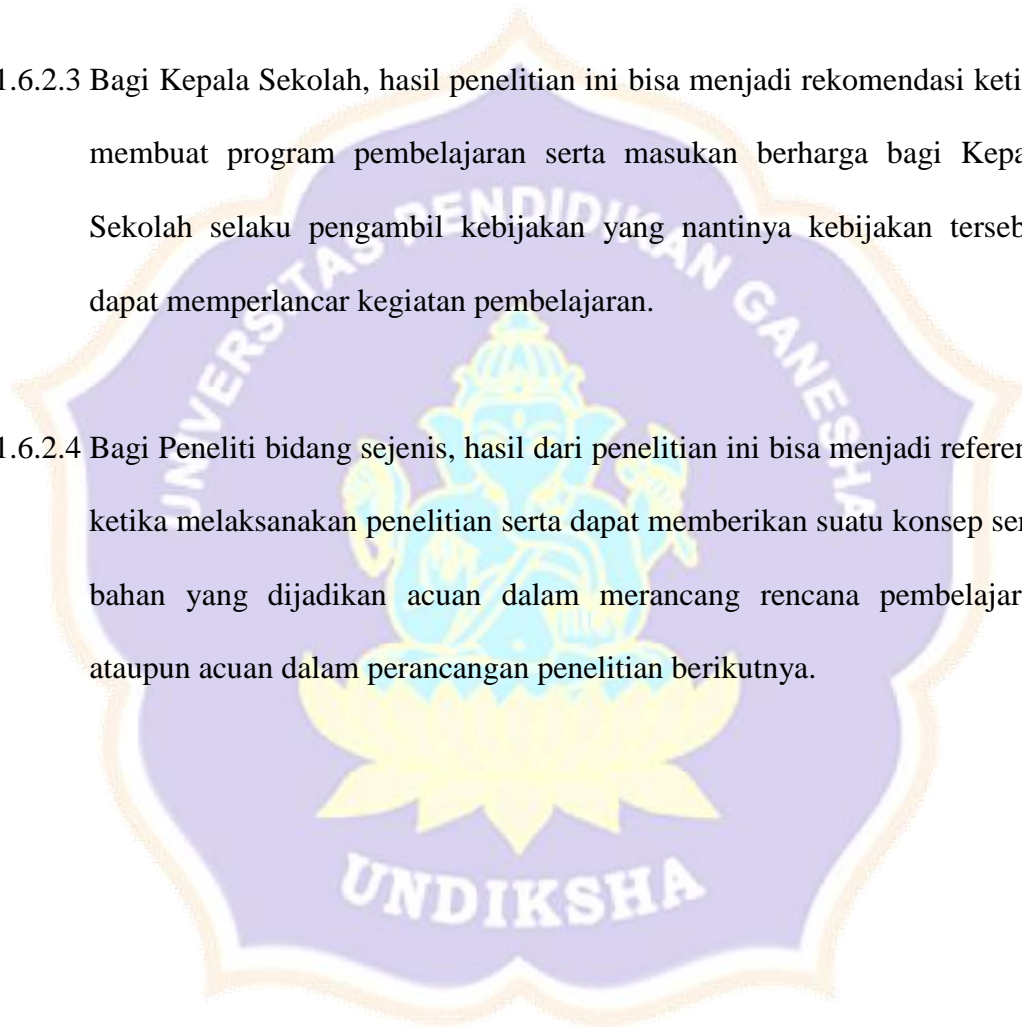 1.6.2.3 Bagi Kepala Sekolah, hasil penelitian ini bisa menjadi rekomendasi keti
membuat program pembelajaran serta masukan berharga bagi Kepa
Sekolah selaku pengambil kebijakan yang nantinya kebijakan terseb
dapat memperlancar kegiatan pembelajaran.
1.6.2.4 Bagi Peneliti bidang sejenis, hasil dari penelitian ini bisa menjadi referen
ketika melaksanakan penelitian serta dapat memberikan suatu konsep ser
bahan yang dijadikan acuan dalam merancang rencana pembelajar
ataupun acuan dalam perancangan penelitian berikutnya.
UNIVERSITAS PENDIDIKAN GANESHA
UNDIKSHA